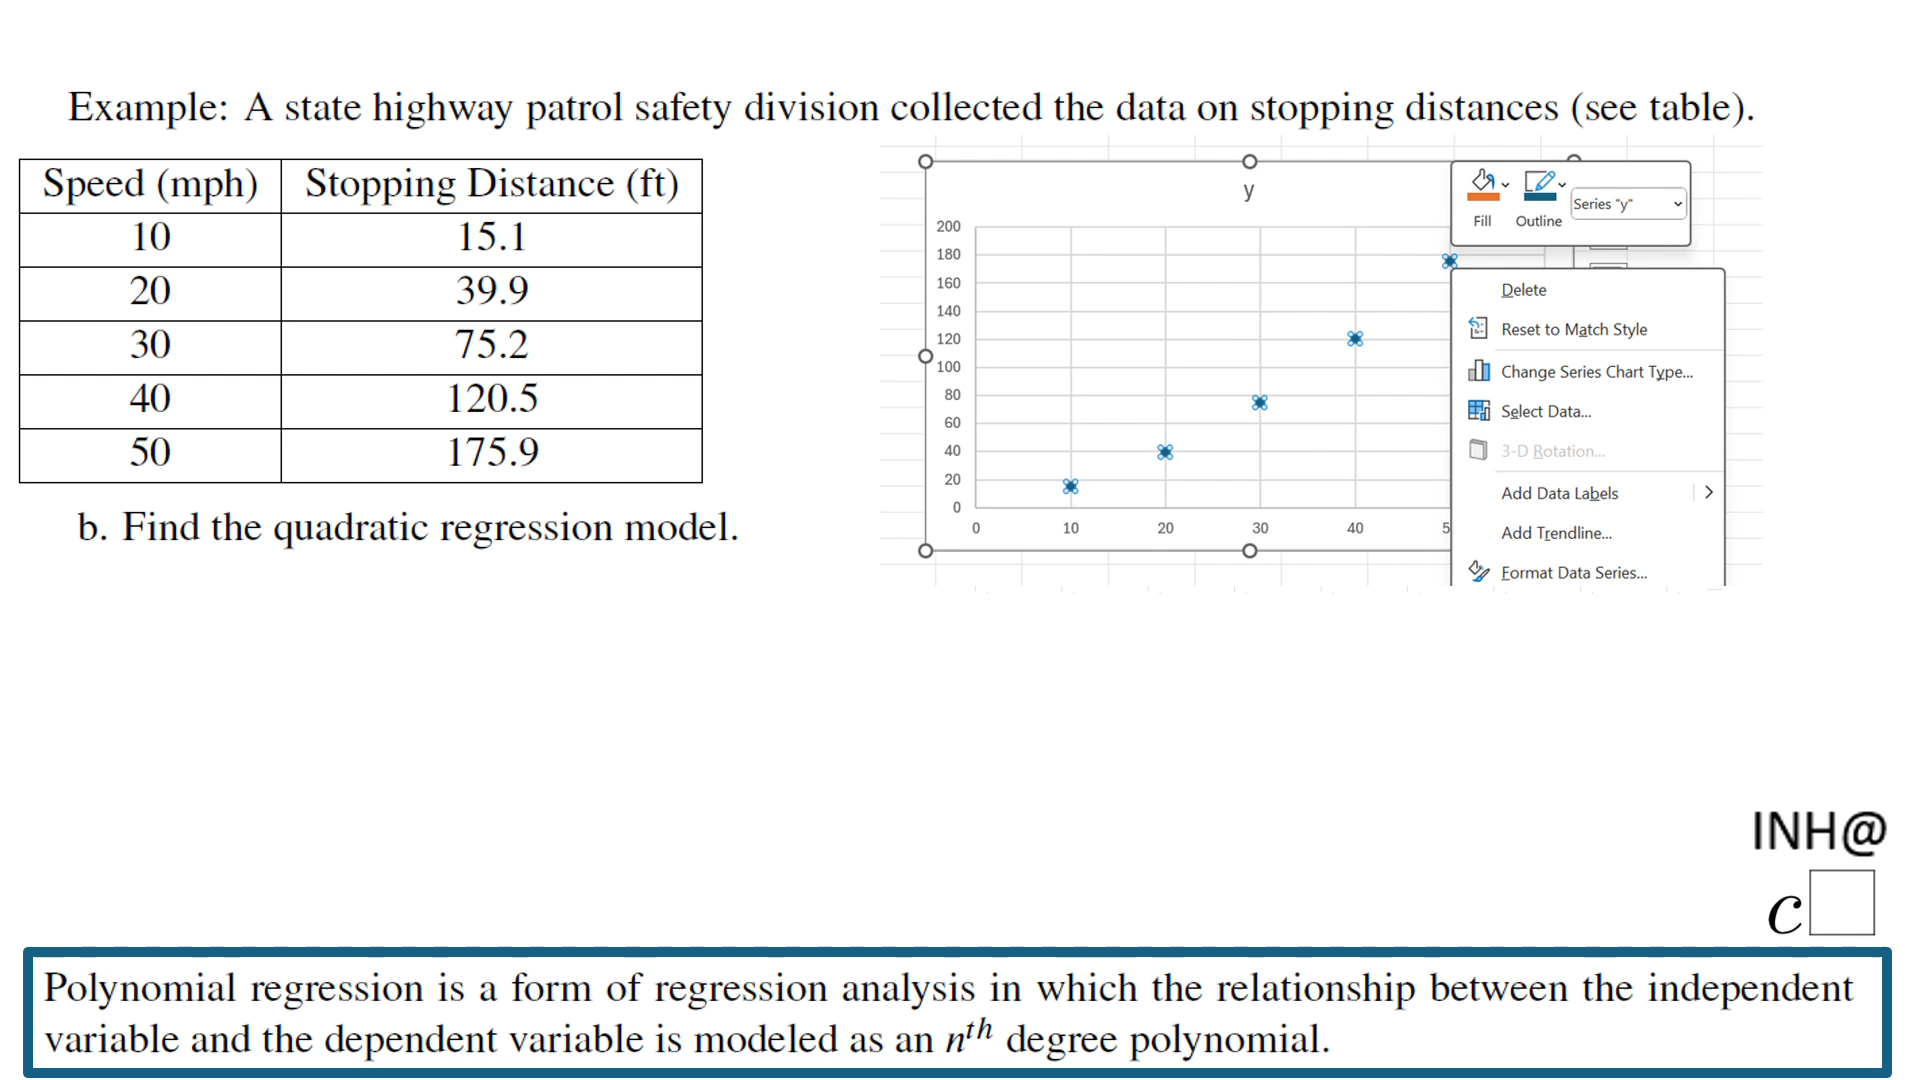 Example: A state highway patrol safety division collected the data on stopping distances (see table).
Speed (mph) Stopping Distance (ft)
10 15.1
20 39.9
30 75.2
40 120.5
50 175.9
b. Find the quadratic regression model.
y
200
180
160
140
120
100
80
60
40
20
0
0 10 20 30 40 5
Fill Outline Series "y"
Delete
Reset to Match Style
Change Series Chart Type...
Select Data...
3-D Rotation...
Add Data Labels
Add Trendline...
Format Data Series...
INH@
c
Polynomial regression is a form of regression analysis in which the relationship between the independent
variable and the dependent variable is modeled as an nth degree polynomial.